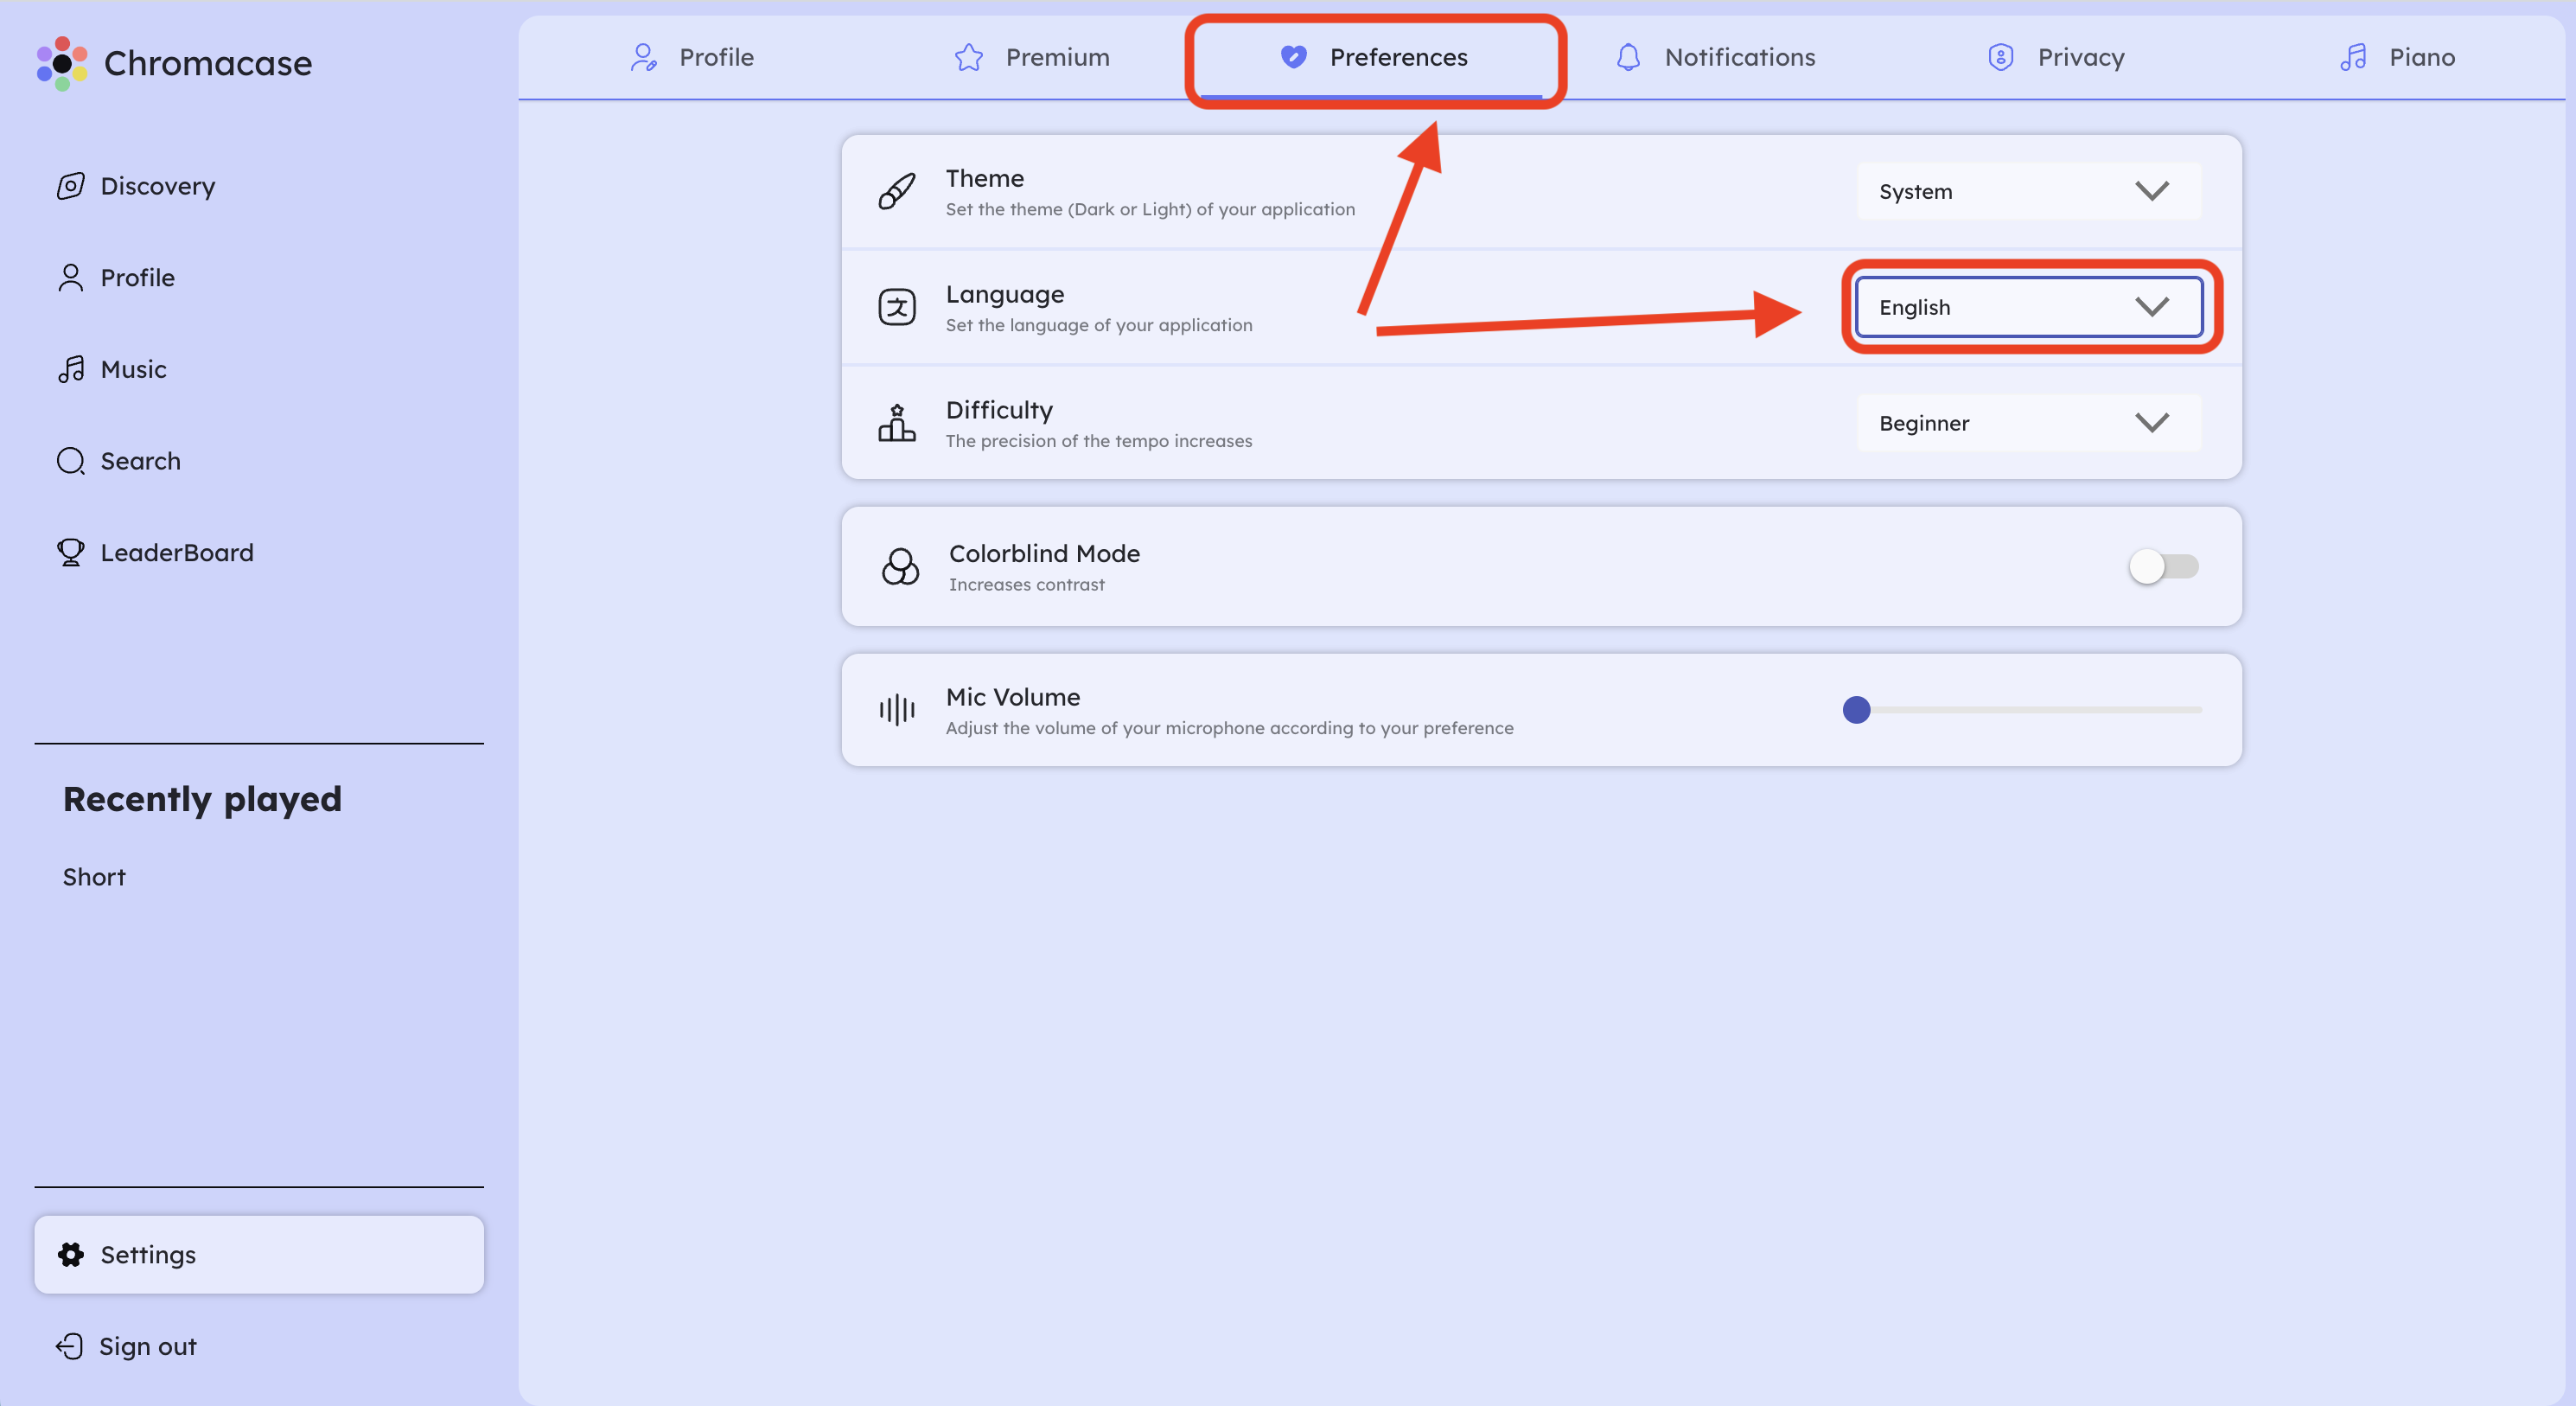 Chromacase
Discovery
Profile
Music
Search
LeaderBoard
Recently played
Short
Settings
Sign out
Profile
Premium
Preferences
Notifications
Privacy
Piano
Theme
Set the theme (Dark or Light) of your application
System
Language
Set the language of your application
English
Difficulty
The precision of the tempo increases
Beginner
Colorblind Mode
Increases contrast
Mic Volume
Adjust the volume of your microphone according to your preference